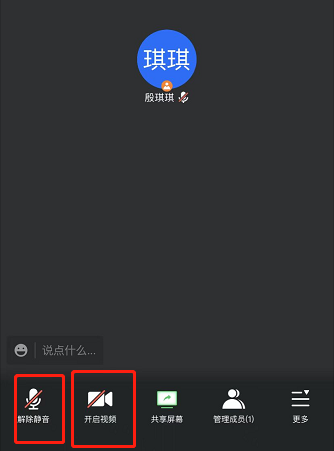 琪琪
殷琪琪
说点什么...
解除静音
开启视频
共享屏幕
管理成员(1)
更多